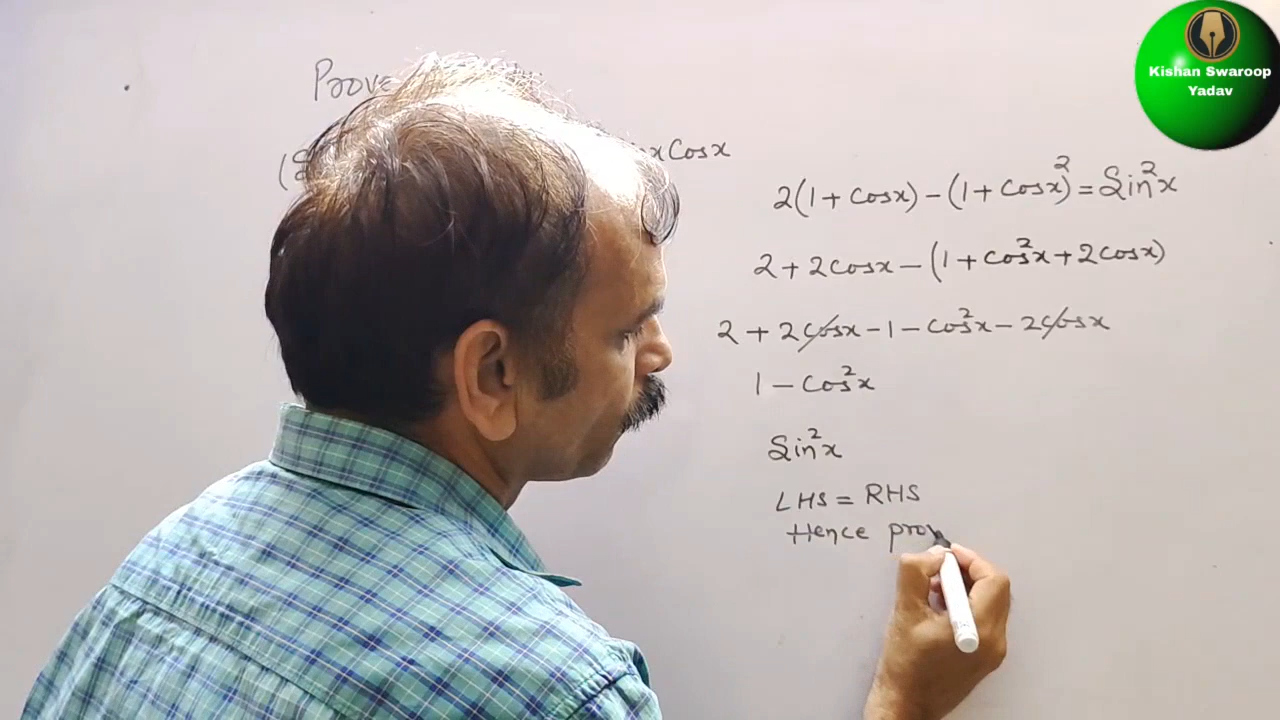 Prove
xCosx
2(1+Cosx)-(1+Cosx)²=Sin²x
2+2Cosx-(1+Cos²x+2Cosx)
2+2Cosx-1-Cos²x-2Cosx
1-Cos²x
Sin²x
LHS=RHS
Hence prov
Kishan Swaroop
Yadav